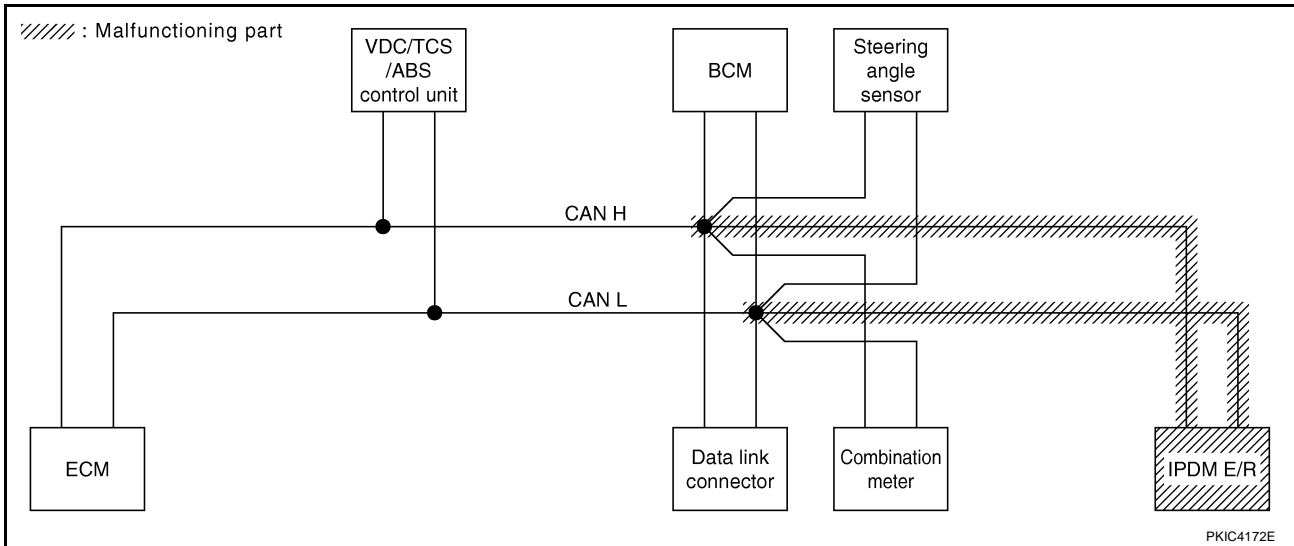 : Malfunctioning part
VDC/TCS
/ABS
control unit
BCM
Steering
angle
sensor
CAN H
CAN L
ECM
Data link
connector
Combination
meter
IPDM E/R
PKIC4172E